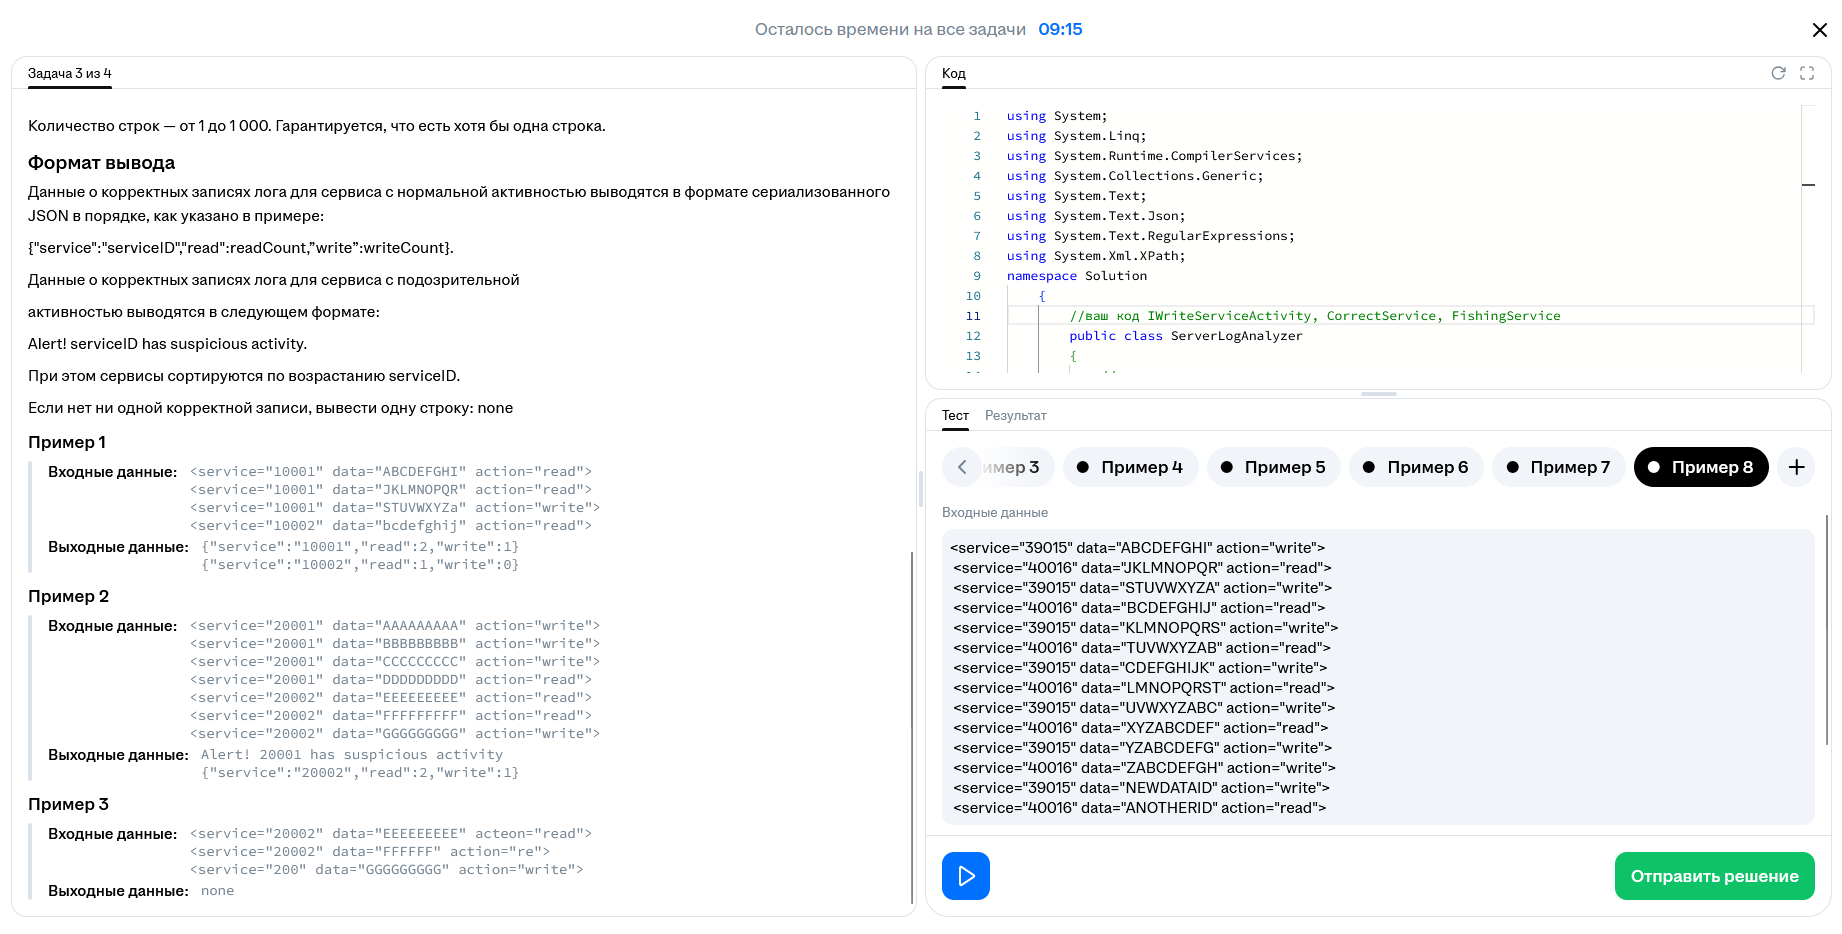 Осталось времени на все задачи 09:15
Задача 3 из 4
Количество строк — от 1 до 1 000. Гарантируется, что есть хотя бы одна строка.
Формат вывода
Данные о корректных записях лога для сервиса с нормальной активностью выводятся в формате сериализованного
JSON в порядке, как указано в примере:
{"service":"serviceID","read":readCount,”write”:writeCount}.
Данные о корректных записях лога для сервиса с подозрительной
активностью выводятся в следующем формате:
Alert! serviceID has suspicious activity.
При этом сервисы сортируются по возрастанию serviceID.
Если нет ни одной корректной записи, вывести одну строку: none
Пример 1
Входные данные: <service="10001" data="ABCDEFGHI" action="read">
<service="10001" data="JKLMNOPQR" action="read">
<service="10001" data="STUVWXYZa" action="write">
<service="10002" data="bcdefghij" action="read">
Выходные данные: {"service":"10001","read":2,"write":1}
{"service":"10002","read":1,"write":0}
Пример 2
Входные данные: <service="20001" data="AAAAAAAAA" action="write">
<service="20001" data="BBBBBBBBB" action="write">
<service="20001" data="CCCCCCCCC" action="write">
<service="20001" data="DDDDDDDDD" action="read">
<service="20002" data="EEEEEEEEE" action="read">
<service="20002" data="FFFFFFFFF" action="read">
<service="20002" data="GGGGGGGGG" action="write">
Выходные данные: Alert! 20001 has suspicious activity
{"service":"20002","read":2,"write":1}
Пример 3
Входные данные: <service="20002" data="EEEEEEEEE" acteon="read">
<service="20002" data="FFFFFF" action="re">
<service="200" data="GGGGGGGGG" action="write">
Выходные данные: none
Код
1 using System;
2 using System.Linq;
3 using System.Runtime.CompilerServices;
4 using System.Collections.Generic;
5 using System.Text;
6 using System.Text.Json;
7 using System.Text.RegularExpressions;
8 using System.Xml.XPath;
9 namespace Solution
10 {
11 //ваш код IWriteServiceActivity, CorrectService, FishingService
12 public class ServerLogAnalyzer
13 {
Тест Результат
имер 3 Пример 4 Пример 5 Пример 6 Пример 7 Пример 8
Входные данные
<service="39015" data="ABCDEFGHI" action="write">
<service="40016" data="JKLMNOPQR" action="read">
<service="39015" data="STUVWXYZA" action="write">
<service="40016" data="BCDEFGHIJ" action="read">
<service="39015" data="KLMNOPQRS" action="write">
<service="40016" data="TUVWXYZAB" action="read">
<service="39015" data="CDEFGHIJK" action="write">
<service="40016" data="LMNOPQRST" action="read">
<service="39015" data="UVWXYZABC" action="write">
<service="40016" data="XYZABCDEF" action="read">
<service="39015" data="YZABCDEFG" action="write">
<service="40016" data="ZABCDEFGH" action="write">
<service="39015" data="NEWDATAID" action="write">
<service="40016" data="ANOTHERID" action="read">
Отправить решение